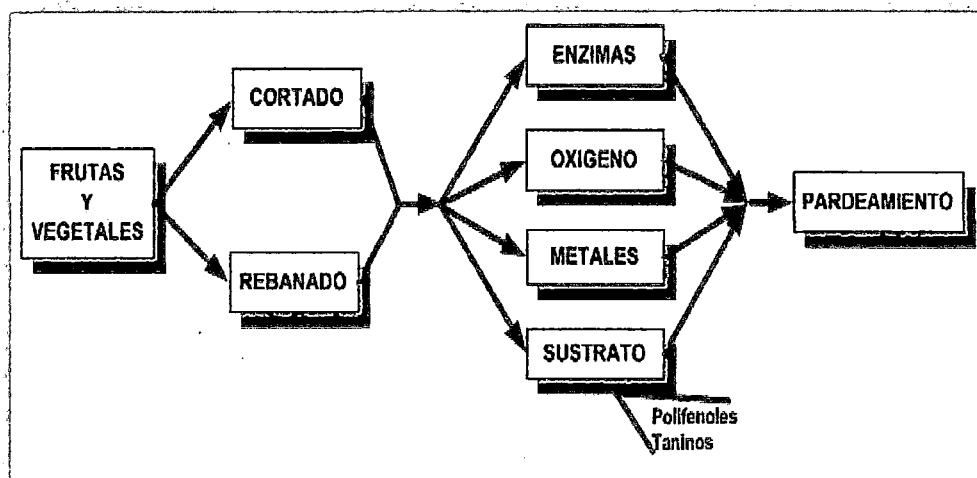 FRUTAS
Y
VEGETALES
CORTADO
REBANADO
ENZIMAS
OXIGENO
METALES
SUSTRATO
Polifenoles
Taninos
PARDEAMIENTO